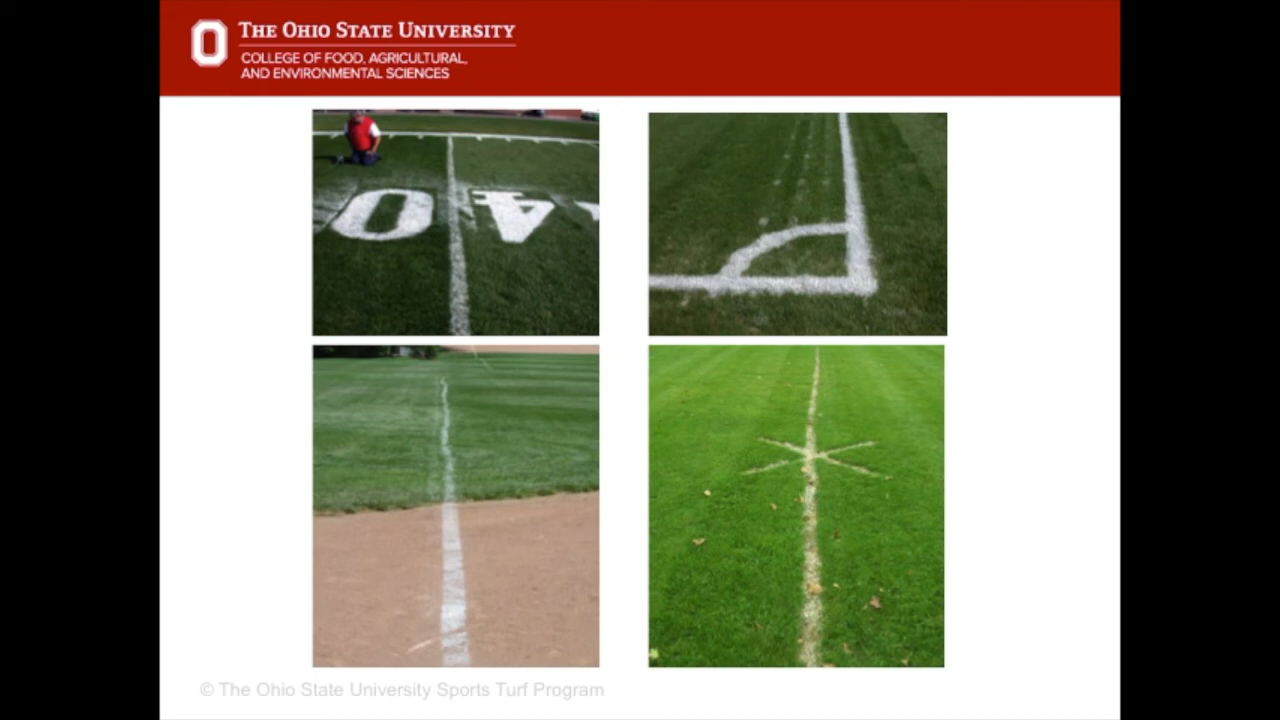 THE OHIO STATE UNIVERSITY
COLLEGE OF FOOD, AGRICULTURAL,
AND ENVIRONMENTAL SCIENCES
40
© The Ohio State University Sports Turf Program